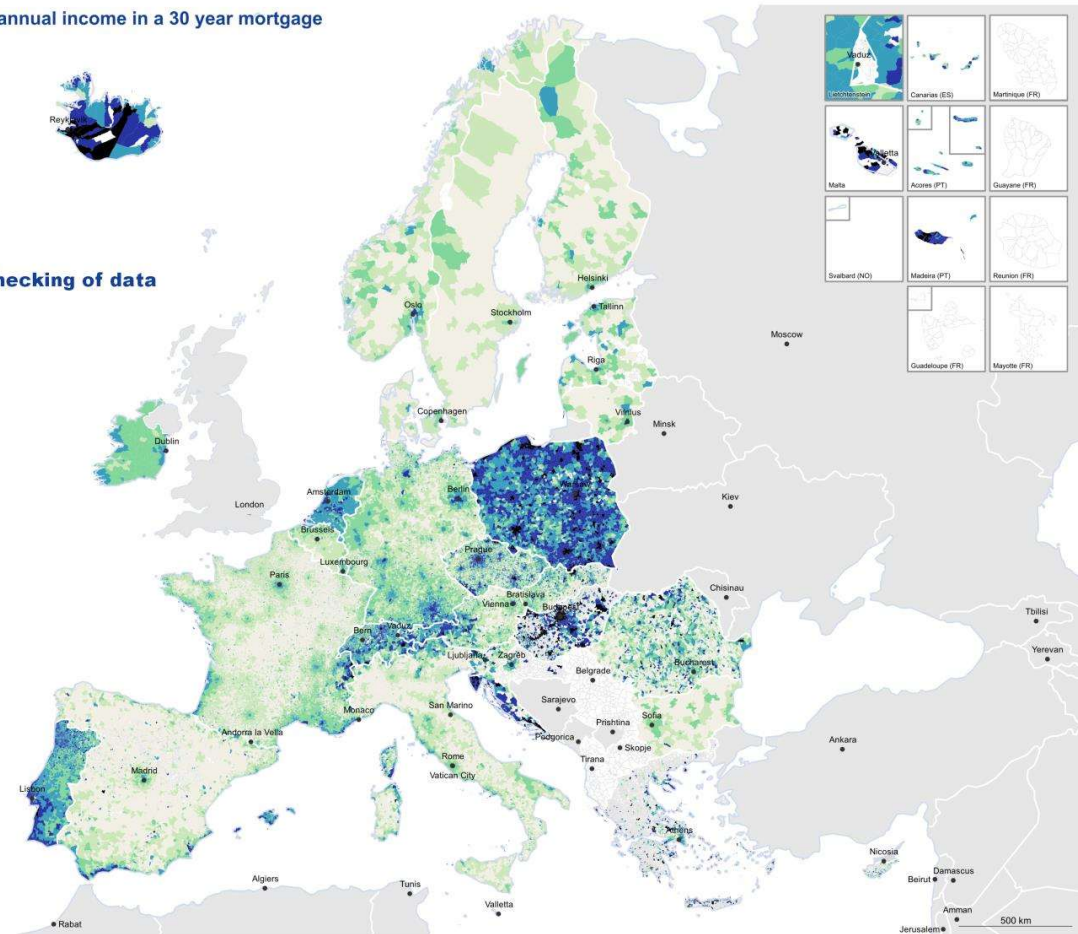 annual income in a 30 year mortgage
Reykjavik
hecking of data
Vaduz
Liechtenstein
Canarias (ES)
Martinique (FR)
Valletta
Malta
Acores (PT)
Guayane (FR)
Svalbard (NO)
Madeira (PT)
Reunion (FR)
Guadeloupe (FR)
Mayotte (FR)
Helsinki
Oslo
Tallinn
Stockholm
Moscow
Riga
Copenhagen
Vilnius
Minsk
Dublin
Amsterdam
Berlin
Warsaw
London
Kiev
Brussels
Prague
Luxembourg
Paris
Chisinau
Bratislava
Vienna
Budapest
Tbilisi
Bern
Vaduz
Ljubljana
Zagreb
Yerevan
Bucharest
Belgrade
Sarajevo
Monaco
San Marino
Prishtina
Sofia
Andorra la Vella
Podgorica
Skopje
Ankara
Rome
Tirana
Madrid
Vatican City
Lisbon
Athens
Nicosia
Algiers
Tunis
Beirut
Damascus
Valletta
Amman
500 km
Rabat
Jerusalem